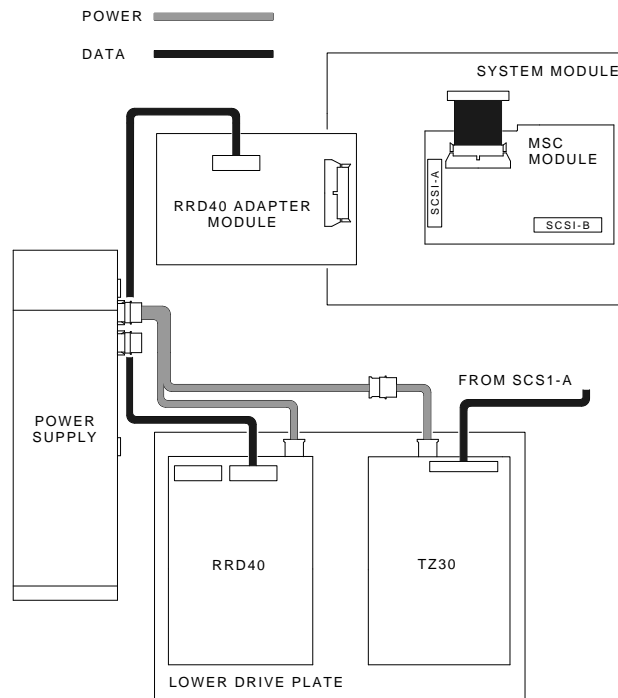 POWER
DATA
SYSTEM MODULE
MSC
MODULE
SCSI-A
SCSI-B
RRD40 ADAPTER
MODULE
FROM SCS1-A
POWER
SUPPLY
RRD40
TZ30
LOWER DRIVE PLATE